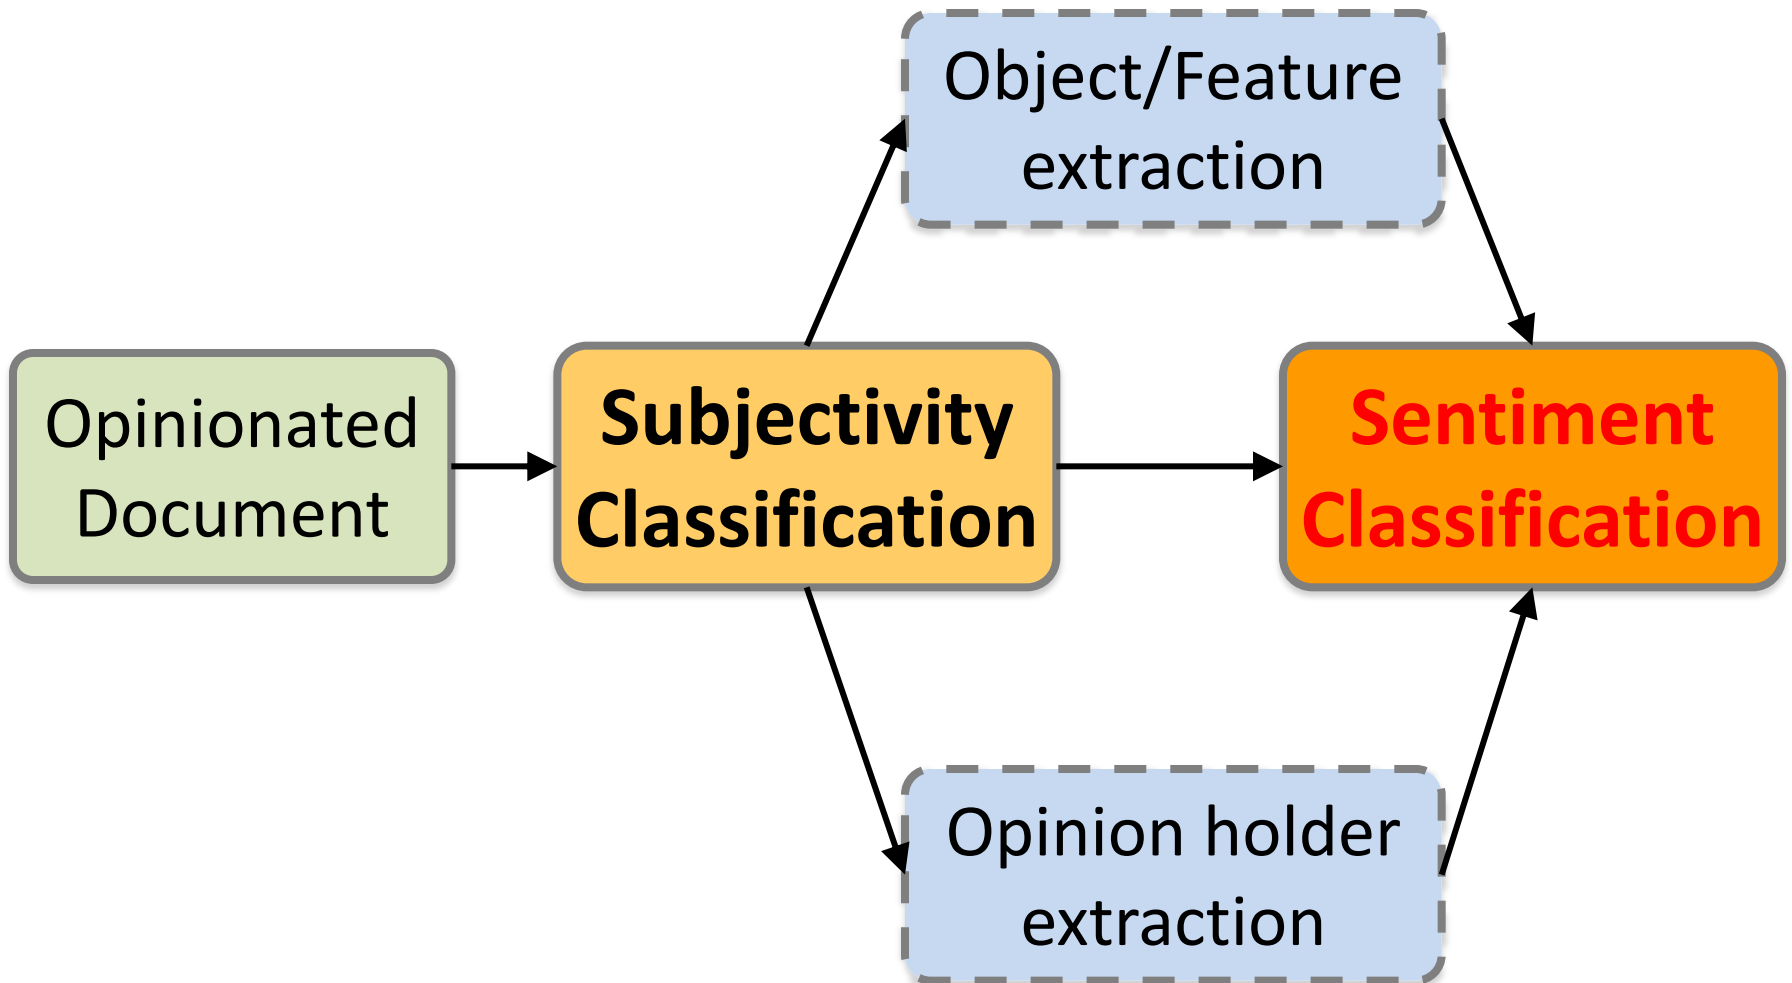 Object/Feature
extraction
Opinionated
Document
Subjectivity
Classification
Sentiment
Classification
Opinion holder
extraction